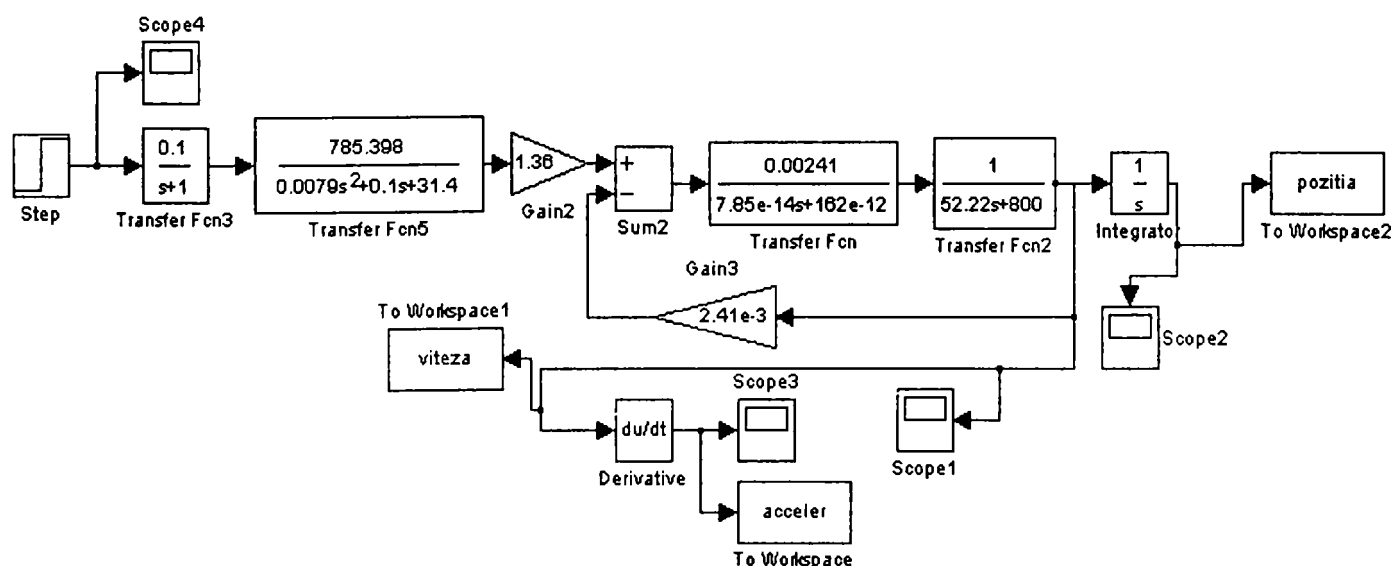 Scope4
Step
0.1
s+1
Transfer Fcn3
785.398
0.0079s²+0.1s+31.4
Transfer Fcn5
1.36
Gain2
+
−
Sum2
0.00241
7.85e-14s+162e-12
Transfer Fcn
1
52.22s+800
Transfer Fcn2
1
s
Integrato
pozitia
To Workspace2
Gain3
2.41e-3
Scope2
To Workspace1
viteza
Scope3
du/dt
Derivative
Scope1
acceler
To Workspace